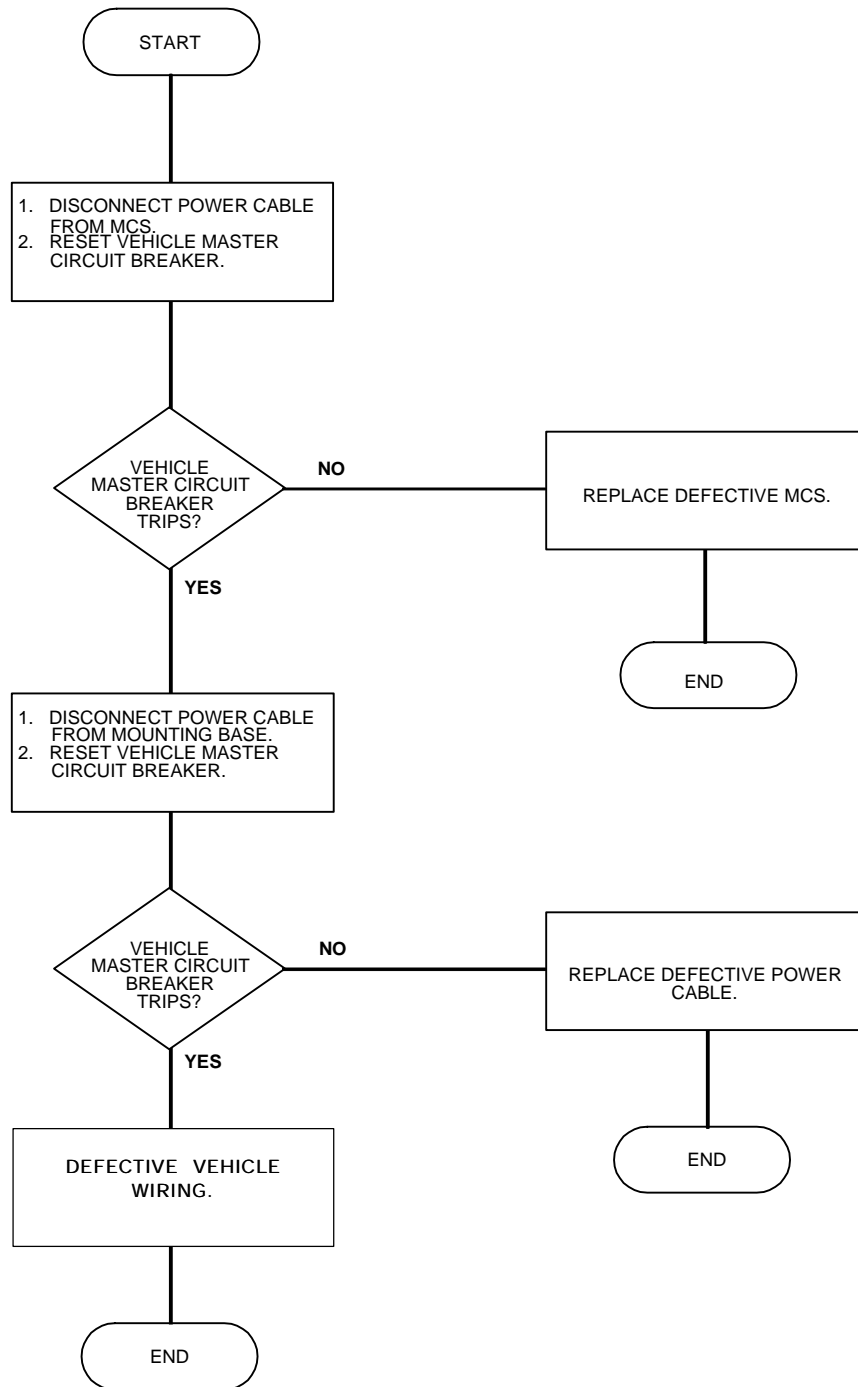 START
1. DISCONNECT POWER CABLE
FROM MCS.
2. RESET VEHICLE MASTER
CIRCUIT BREAKER.
VEHICLE
MASTER CIRCUIT
BREAKER
TRIPS?
NO
REPLACE DEFECTIVE MCS.
END
YES
1. DISCONNECT POWER CABLE
FROM MOUNTING BASE.
2. RESET VEHICLE MASTER
CIRCUIT BREAKER.
VEHICLE
MASTER CIRCUIT
BREAKER
TRIPS?
NO
REPLACE DEFECTIVE POWER
CABLE.
END
YES
DEFECTIVE VEHICLE
WIRING.
END